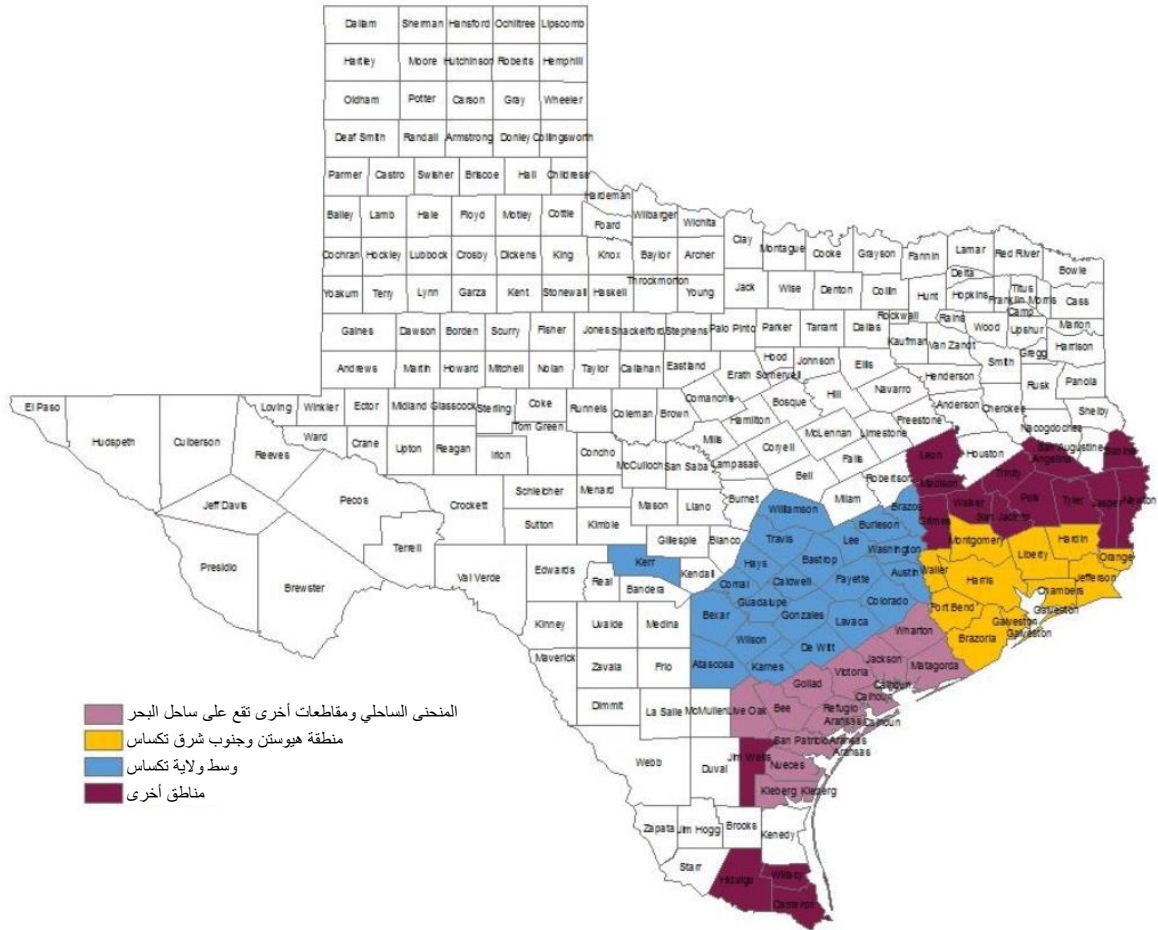 Dallam Sherman Hansford Ochiltree Lipscomb
Hartley Moore Hutchinson Roberts Hemphill
Oldham Potter Carson Gray Wheeler
Deaf Smith Randall Armstrong Donley Collingsworth
Parmer Castro Swisher Briscoe Hall Childress
Hardeman
Bailey Lamb Hale Floyd Motley Cottle Foard Wilbarger Wichita
Clay Montague Cooke Grayson Fannin Lamar Red River Bowie
Cochran Hockley Lubbock Crosby Dickens King Knox Baylor Archer
Delta Titus
Yoakum Terry Lynn Garza Kent Stonewall Haskell Throckmorton Young Jack Wise Denton Collin Hunt Hopkins Franklin Morris Cass
Rockwall Rains Camp
Gaines Dawson Borden Scurry Fisher Jones Shackelford Stephens Palo Pinto Parker Tarrant Dallas Kaufman Van Zandt Wood Upshur Marion
Gregg Harrison
Andrews Martin Howard Mitchell Nolan Taylor Callahan Eastland Erath Hood Somervell Johnson Ellis Henderson Smith Rusk Panola
El Paso Hudspeth Culberson Loving Winkler Ector Midland Glasscock Sterling Coke Runnels Coleman Brown Comanche Bosque Hill Navarro Anderson Cherokee Shelby
Tom Green Hamilton Freestone Nacogdoches
Reeves Ward Crane Upton Reagan Irion Concho McCulloch San Saba Mills Lampasas Coryell McLennan Limestone Leon Houston San Augustine Sabine
Angelina
Bell Falls Robertson Madison Trinity
Jeff Davis Pecos Crockett Schleicher Menard Mason Llano Burnet Milam Brazos Walker Polk Tyler Jasper Newton
Williamson Burleson Grimes San Jacinto
Sutton Kimble Gillespie Blanco Travis Lee Washington Montgomery Liberty Hardin Orange
Presidio Brewster Terrell Val Verde Edwards Kerr Kendall Hays Bastrop Austin Waller Harris Jefferson
Real Bandera Comal Caldwell Fayette Colorado Chambers
Kinney Uvalde Medina Bexar Guadalupe Gonzales Lavaca Fort Bend Galveston
Galveston Galveston
Wilson Wharton Brazoria
Maverick Zavala Frio Atascosa Karnes De Witt Jackson Matagorda
Victoria Calhoun
Dimmit La Salle McMullen Live Oak Bee Goliad Refugio Calhoun Calhoun
Aransas
San Patricio Aransas
Aransas
Webb Duval Jim Wells Nueces
Kleberg Kleberg
Zapata Jim Hogg Brooks Kenedy
Starr Hidalgo Willacy
Cameron
المنحنى الساحلي ومقاطعات أخرى تقع على ساحل البحر
منطقة هيوستن وجنوب شرق تكساس
وسط ولاية تكساس
مناطق أخرى